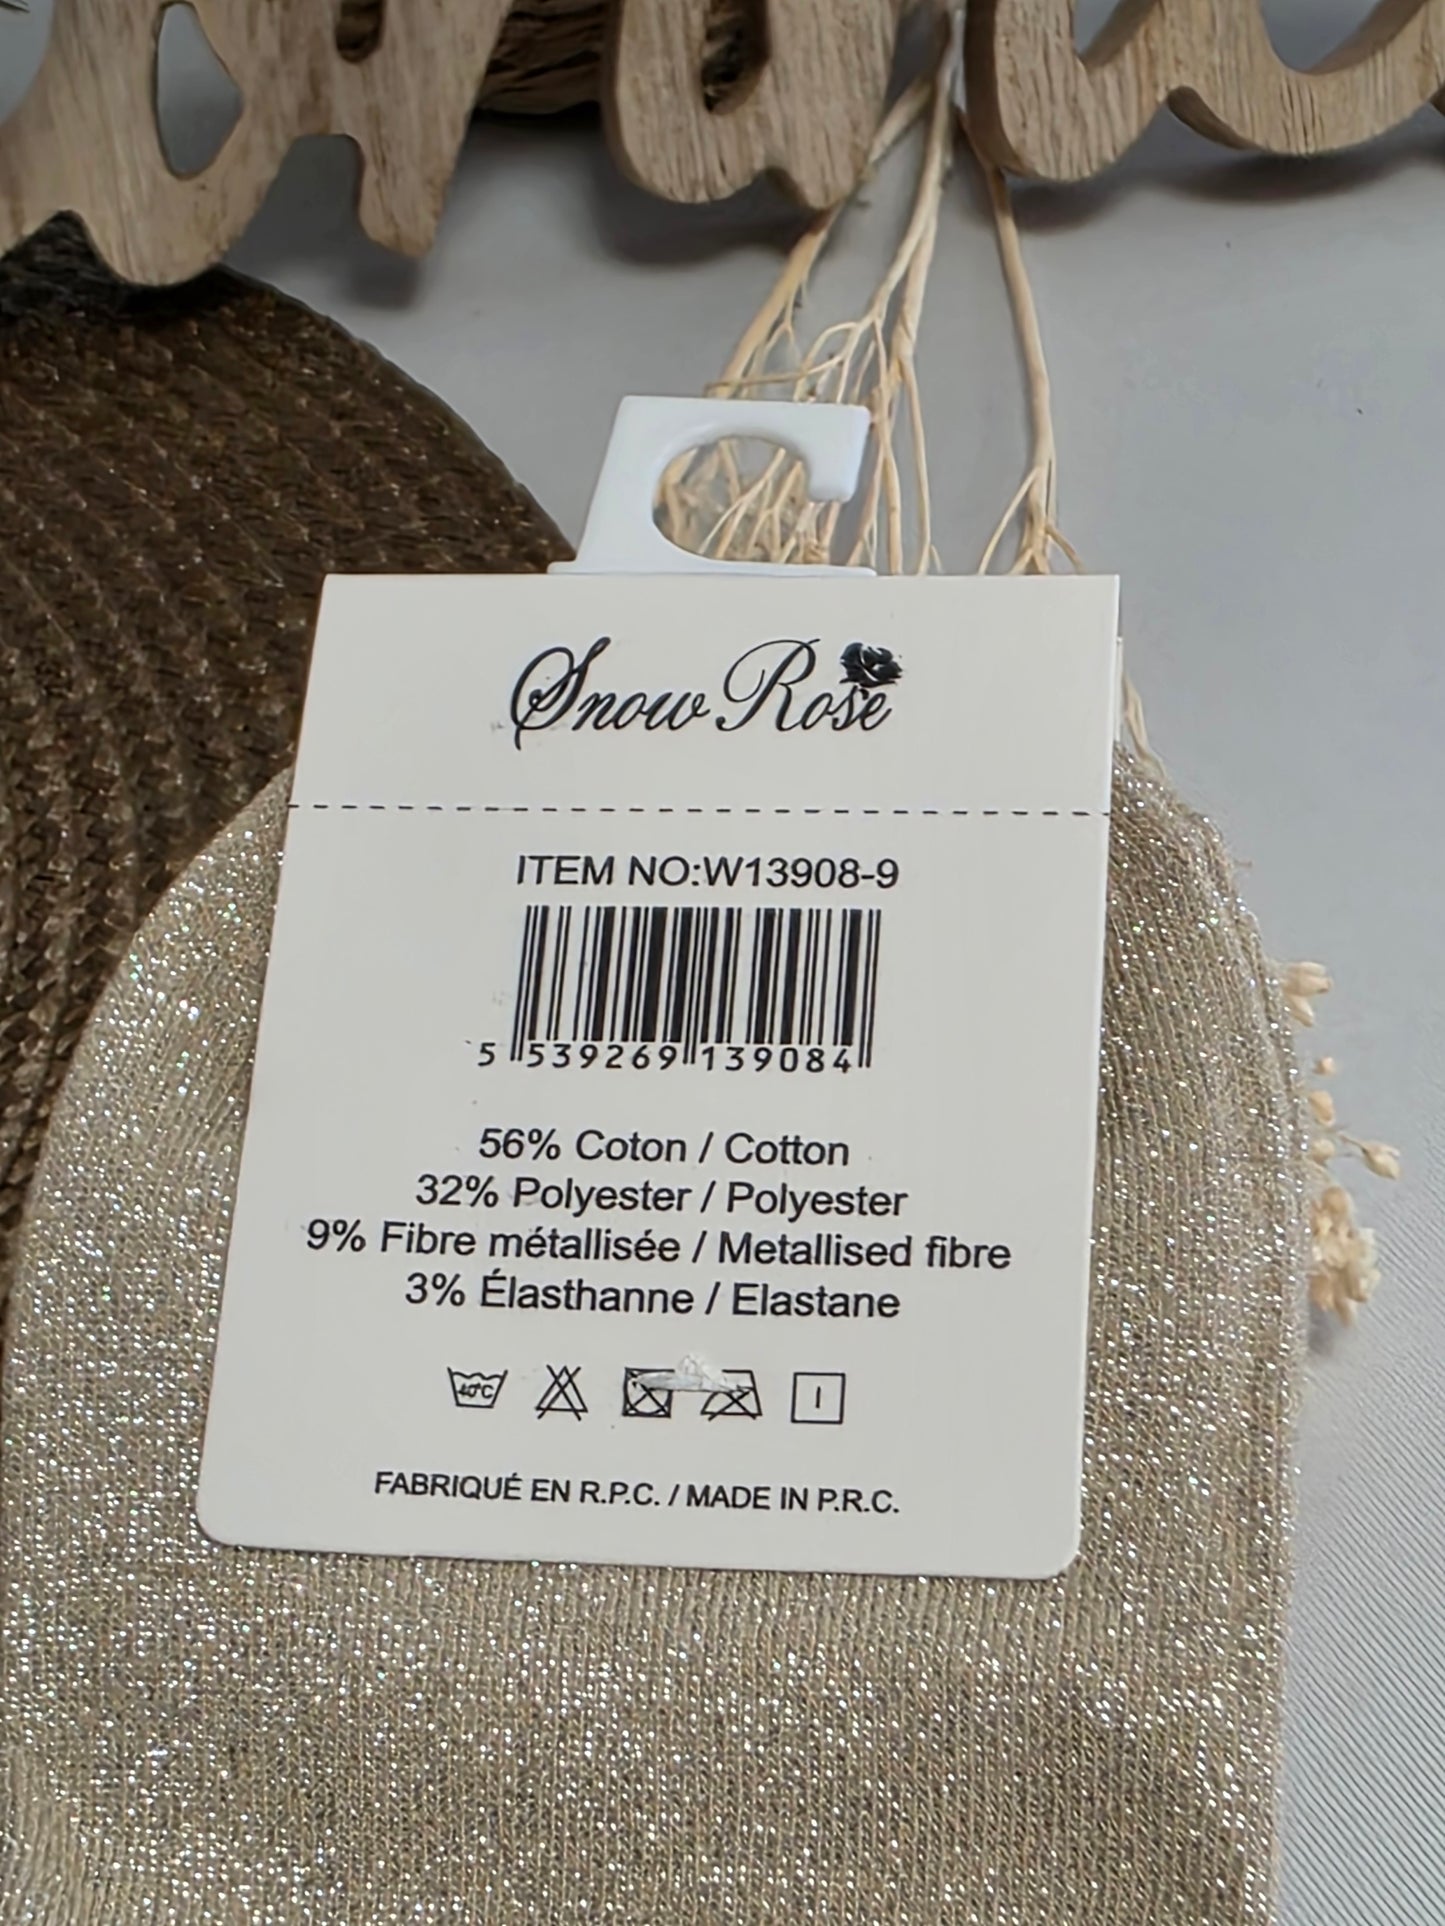 Snow Rose
ITEM NO:W13908-9
5 539269 139084
56% Coton / Cotton
32% Polyester / Polyester
9% Fibre métallisée / Metallised fibre
3% Élasthanne / Elastane
40°C
FABRIQUÉ EN R.P.C. / MADE IN P.R.C.